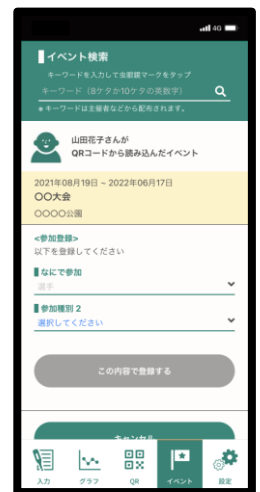 4G
イベント検索
キーワードを入力して虫眼鏡マークをタップ
キーワード（8ケタか10ケタの英数字）
※キーワードは主催者などから配布されます。
山田花子さんが
QRコードから読み込んだイベント
2021年08月19日 ~ 2022年06月17日
〇〇大会
〇〇〇〇公園
<参加登録>
以下を登録してください
なにで参加
選手
参加種別 2
選択してください
この内容で登録する
キャンセル
入力 グラフ QR イベント 設定